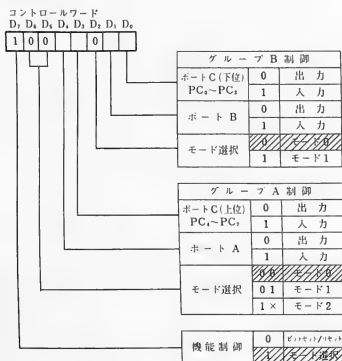 コントロールワード
D₇ D₆ D₅ D₄ D₃ D₂ D₁ D₀
1 0 0 0
グループB制御
ポートC(下位) 0 出力
PC₀~PC₃ 1 入力
ポートB 0 出力
1 入力
モード選択 0 モード0
1 モード1
グループA制御
ポートC(上位) 0 出力
PC₄~PC₇ 1 入力
ポートA 0 出力
1 入力
モード選択 00 モード0
01 モード1
1× モード2
機能制御 0 ビットセット/リセット
1 モード選択